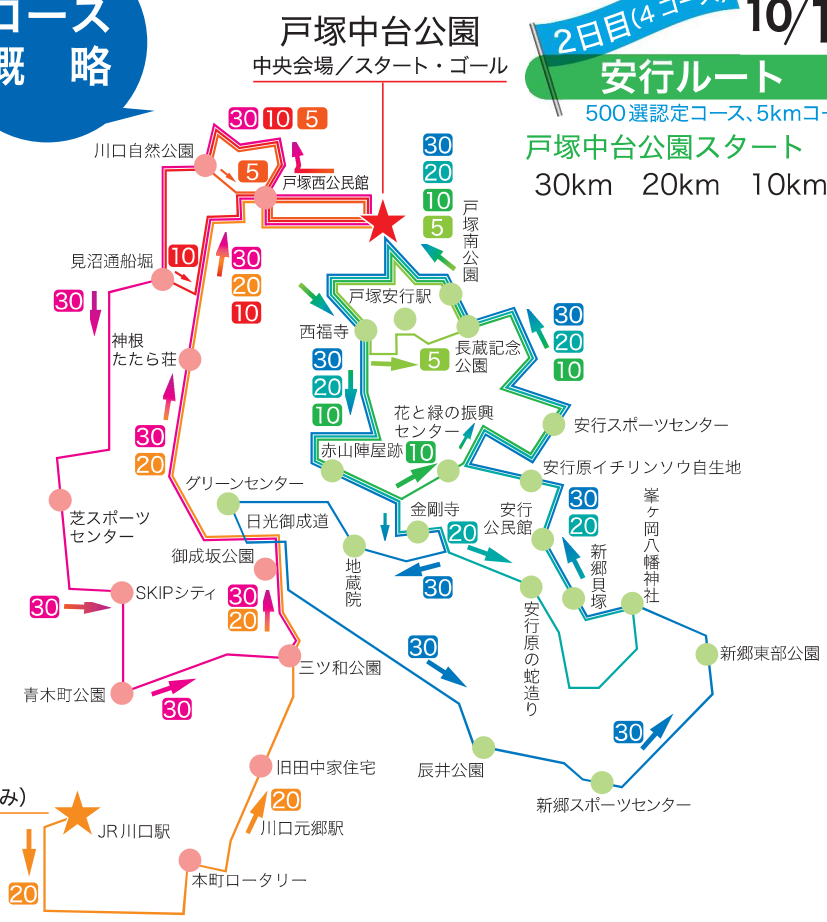 コース
概 略
戸塚中台公園
中央会場／スタート・ゴール
2日目(4コース)
10/1
安行ルート
500選認定コース、5kmコー
戸塚中台公園スタート
30km 20km 10km
30 10 5
川口自然公園
5
戸塚西公民館
30
20
10
5
戸塚南公園
見沼通船堀
10
30
20
10
30
神根
たたら荘
戸塚安行駅
西福寺
長蔵記念
公園
5
30
20
10
30
20
10
30
20
花と緑の振興
センター
安行スポーツセンター
赤山陣屋跡
10
安行原イチリンソウ自生地
グリーンセンター
日光御成道
芝スポーツ
センター
御成坂公園
地蔵院
金剛寺
20
30
安行
公民館
30
20
新郷貝塚
峯ヶ岡八幡神社
安行原の蛇造り
SKIPシティ
30
30
20
三ツ和公園
青木町公園
30
30
新郷東部公園
30
辰井公園
新郷スポーツセンター
旧田中家住宅
み）
JR川口駅
20
川口元郷駅
20
本町ロータリー